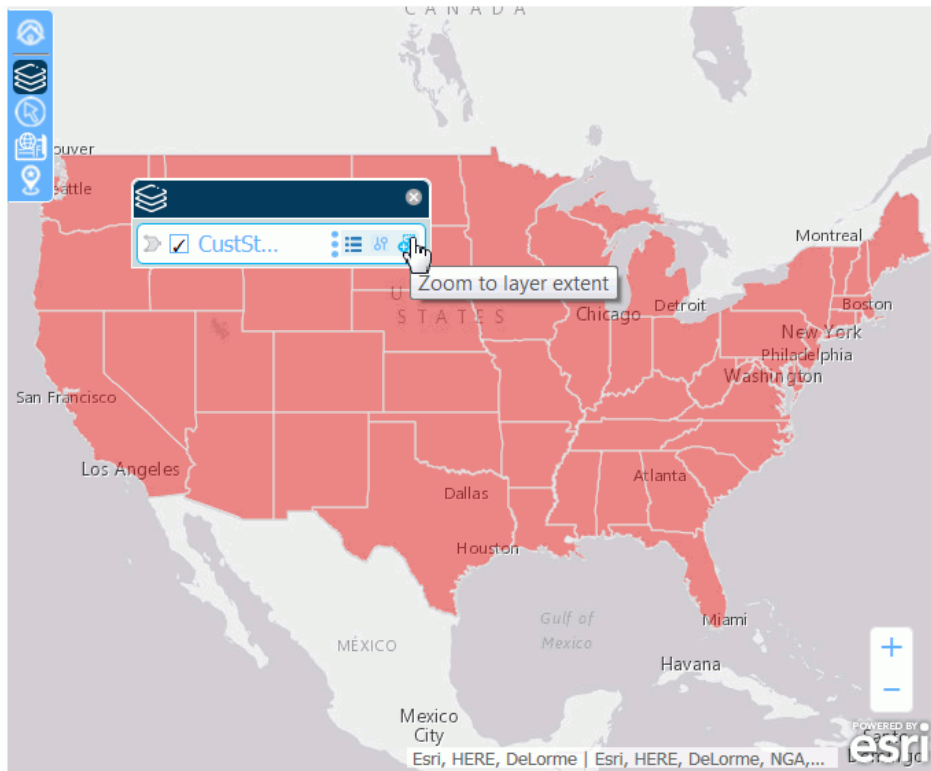 CANADA
ouver
eattle
CustSt...
Zoom to layer extent
Montreal
U
STATES
Chicago
Detroit
Boston
New York
Philadelphia
Washington
San Francisco
Los Angeles
Atlanta
Dallas
Houston
Gulf of
Mexico
Miami
MÉXICO
Havana
+
−
Mexico
City
POWERED BY
esri
Esri, HERE, DeLorme | Esri, HERE, DeLorme, NGA,...